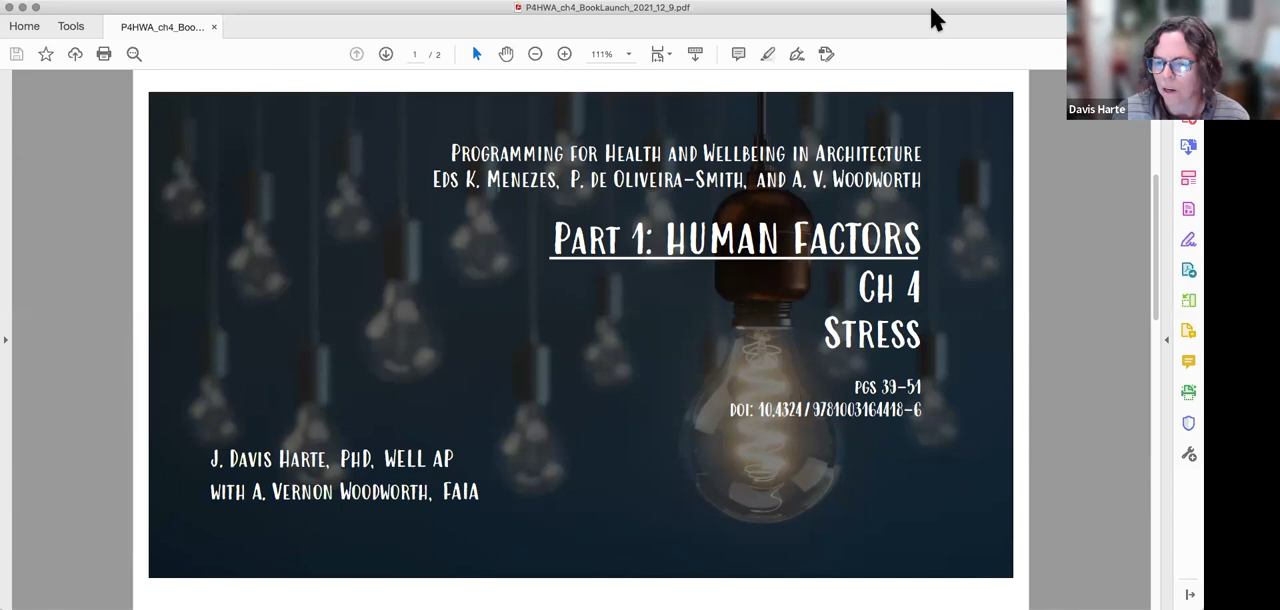 P4HWA_ch4_BookLaunch_2021_12_9.pdf
Home
Tools
P4HWA_ch4_Boo...
1 / 2
111%
Davis Harte
Programming for Health and Wellbeing in Architecture
Eds K. Menezes, P. de Oliveira-Smith, and A. V. Woodworth
Part 1: HUMAN FACTORS
Ch 4
Stress
pgs 39-51
DOI: 10.4324/9781003164418-6
J. Davis Harte, PhD, WELL AP
with A. Vernon Woodworth, FAIA